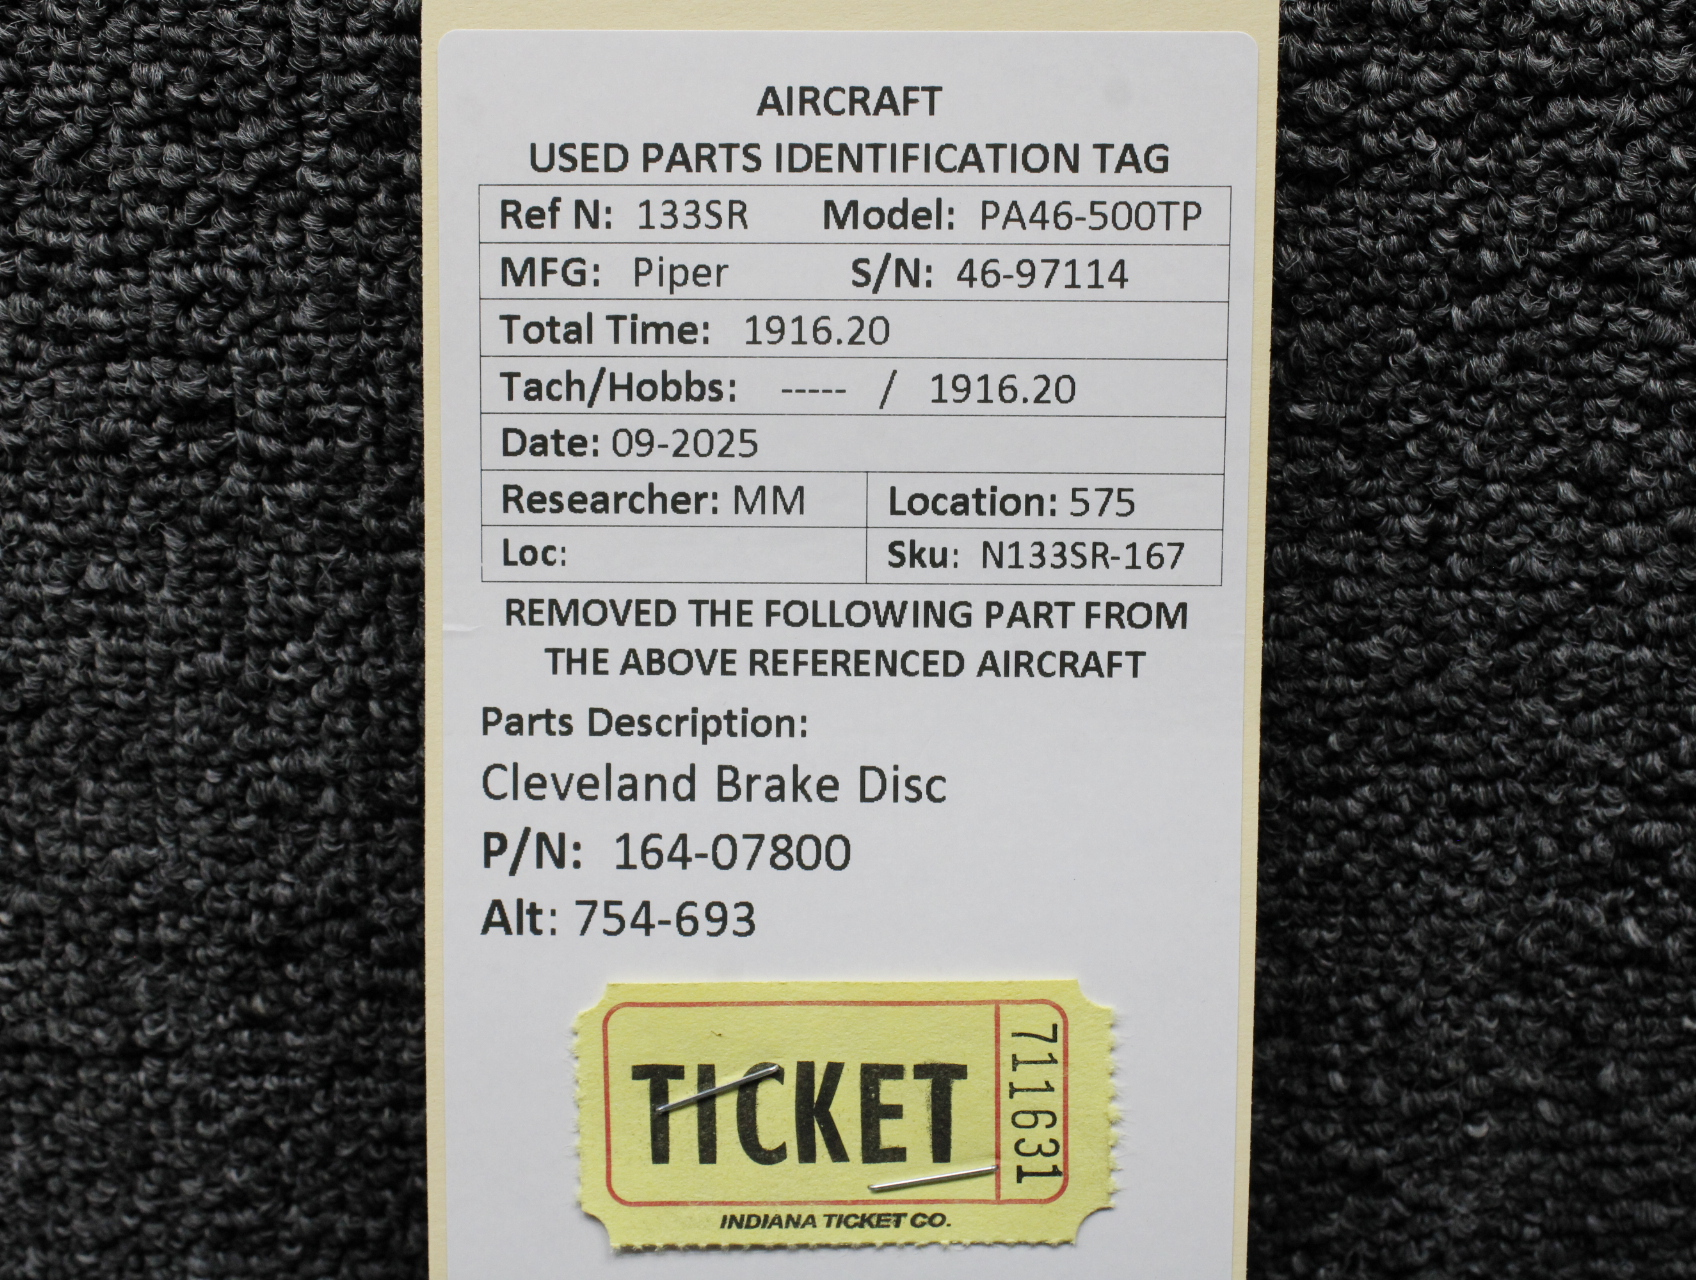 AIRCRAFT
USED PARTS IDENTIFICATION TAG
Ref N: 133SR Model: PA46-500TP
MFG: Piper S/N: 46-97114
Total Time: 1916.20
Tach/Hobbs: ----- / 1916.20
Date: 09-2025
Researcher: MM Location: 575
Loc: Sku: N133SR-167
REMOVED THE FOLLOWING PART FROM
THE ABOVE REFERENCED AIRCRAFT
Parts Description:
Cleveland Brake Disc
P/N: 164-07800
Alt: 754-693
TICKET
711631
INDIANA TICKET CO.